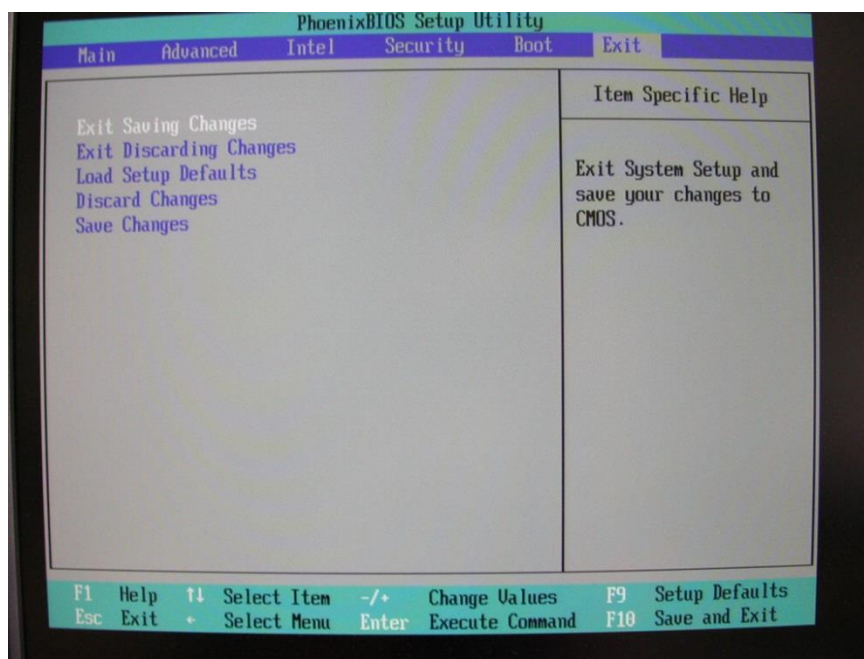 PhoenixBIOS Setup Utility
Main Advanced Intel Security Boot Exit
Item Specific Help
Exit Saving Changes
Exit Discarding Changes
Load Setup Defaults
Discard Changes
Save Changes
Exit System Setup and
save your changes to
CMOS.
F1 Help ↑↓ Select Item -/+ Change Values F9 Setup Defaults
Esc Exit ← Select Menu Enter Execute Command F10 Save and Exit